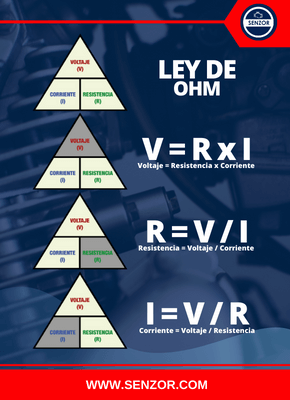 SENZOR
LEY DE
OHM
VOLTAJE
(V)
CORRIENTE RESISTENCIA
(I) (R)
VOLTAJE
(V)
CORRIENTE RESISTENCIA
(I) (R)
V = R x I
Voltaje = Resistencia x Corriente
VOLTAJE
(V)
CORRIENTE RESISTENCIA
(I) (R)
R = V / I
Resistencia = Voltaje / Corriente
VOLTAJE
(V)
CORRIENTE RESISTENCIA
(I) (R)
I = V / R
Corriente = Voltaje / Resistencia
WWW.SENZOR.COM